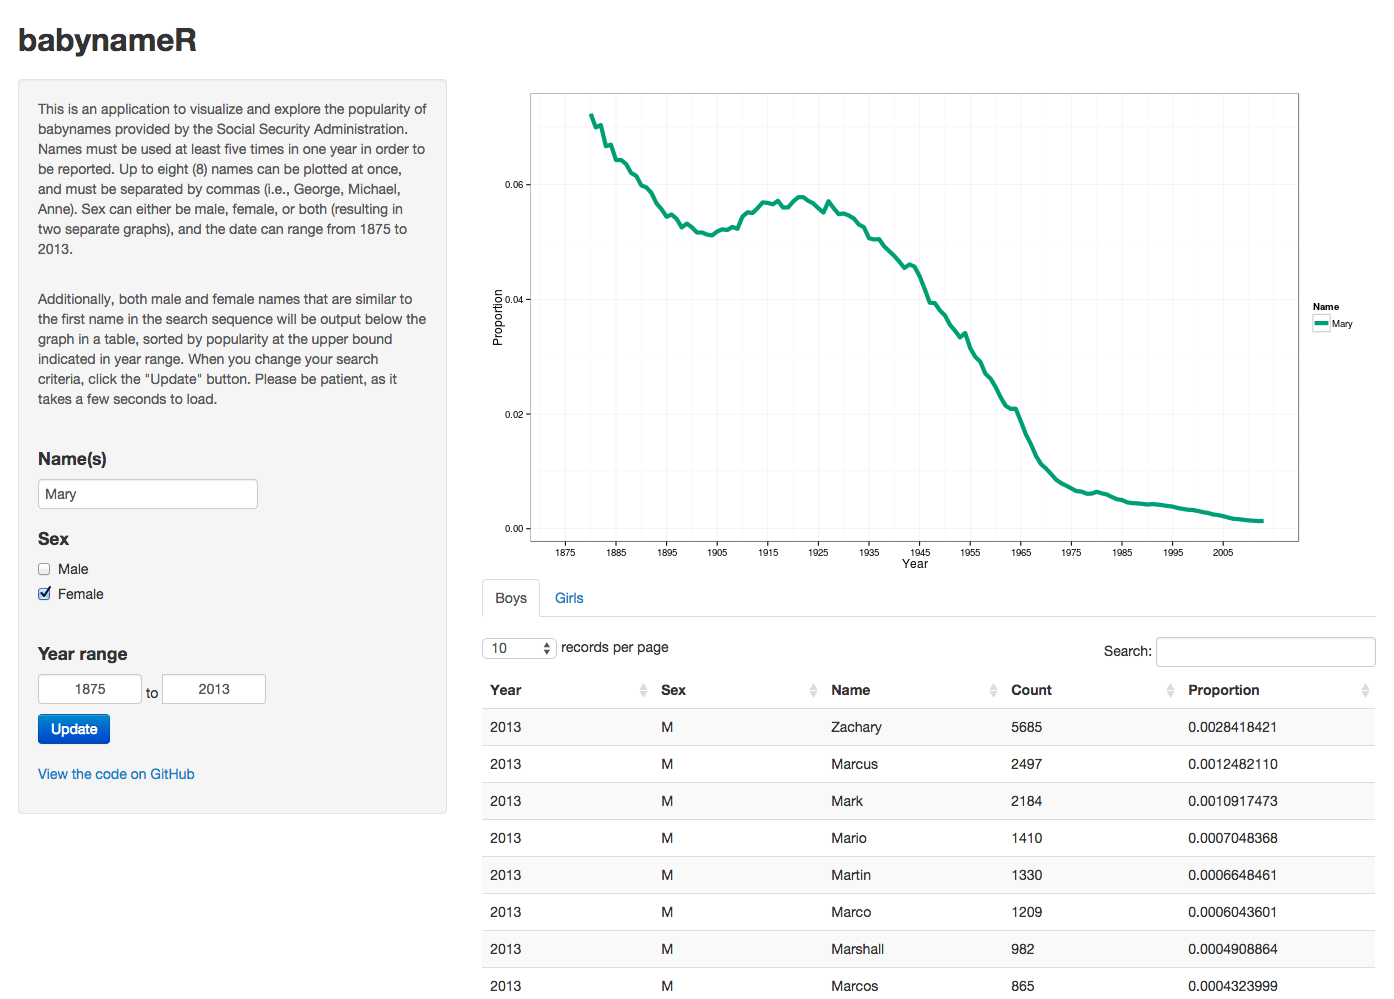 babynameR
This is an application to visualize and explore the popularity of
babynames provided by the Social Security Administration.
Names must be used at least five times in one year in order to
be reported. Up to eight (8) names can be plotted at once,
and must be separated by commas (i.e., George, Michael,
Anne). Sex can either be male, female, or both (resulting in
two separate graphs), and the date can range from 1875 to
2013.
Additionally, both male and female names that are similar to
the first name in the search sequence will be output below the
graph in a table, sorted by popularity at the upper bound
indicated in year range. When you change your search
criteria, click the "Update" button. Please be patient, as it
takes a few seconds to load.
Name(s)
Mary
Sex
Male
Female
Year range
1875 to 2013
Update
View the code on GitHub
Proportion
0.06
0.04
0.02
0.00
1875 1885 1895 1905 1915 1925 1935 1945 1955 1965 1975 1985 1995 2005
Year
Name
Mary
Boys Girls
10 records per page Search:
Year Sex Name Count Proportion
2013 M Zachary 5685 0.0028418421
2013 M Marcus 2497 0.0012482110
2013 M Mark 2184 0.0010917473
2013 M Mario 1410 0.0007048368
2013 M Martin 1330 0.0006648461
2013 M Marco 1209 0.0006043601
2013 M Marshall 982 0.0004908864
2013 M Marcos 865 0.0004323999